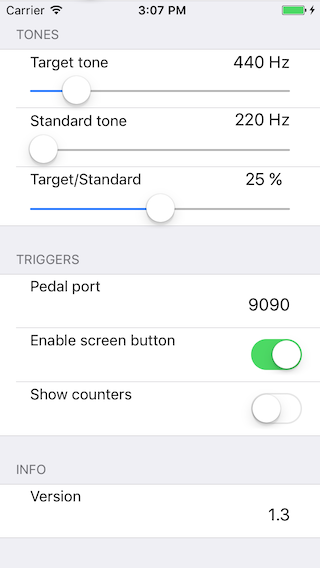 Carrier 3:07 PM
TONES
Target tone 440 Hz
Standard tone 220 Hz
Target/Standard 25 %
TRIGGERS
Pedal port
9090
Enable screen button
Show counters
INFO
Version
1.3